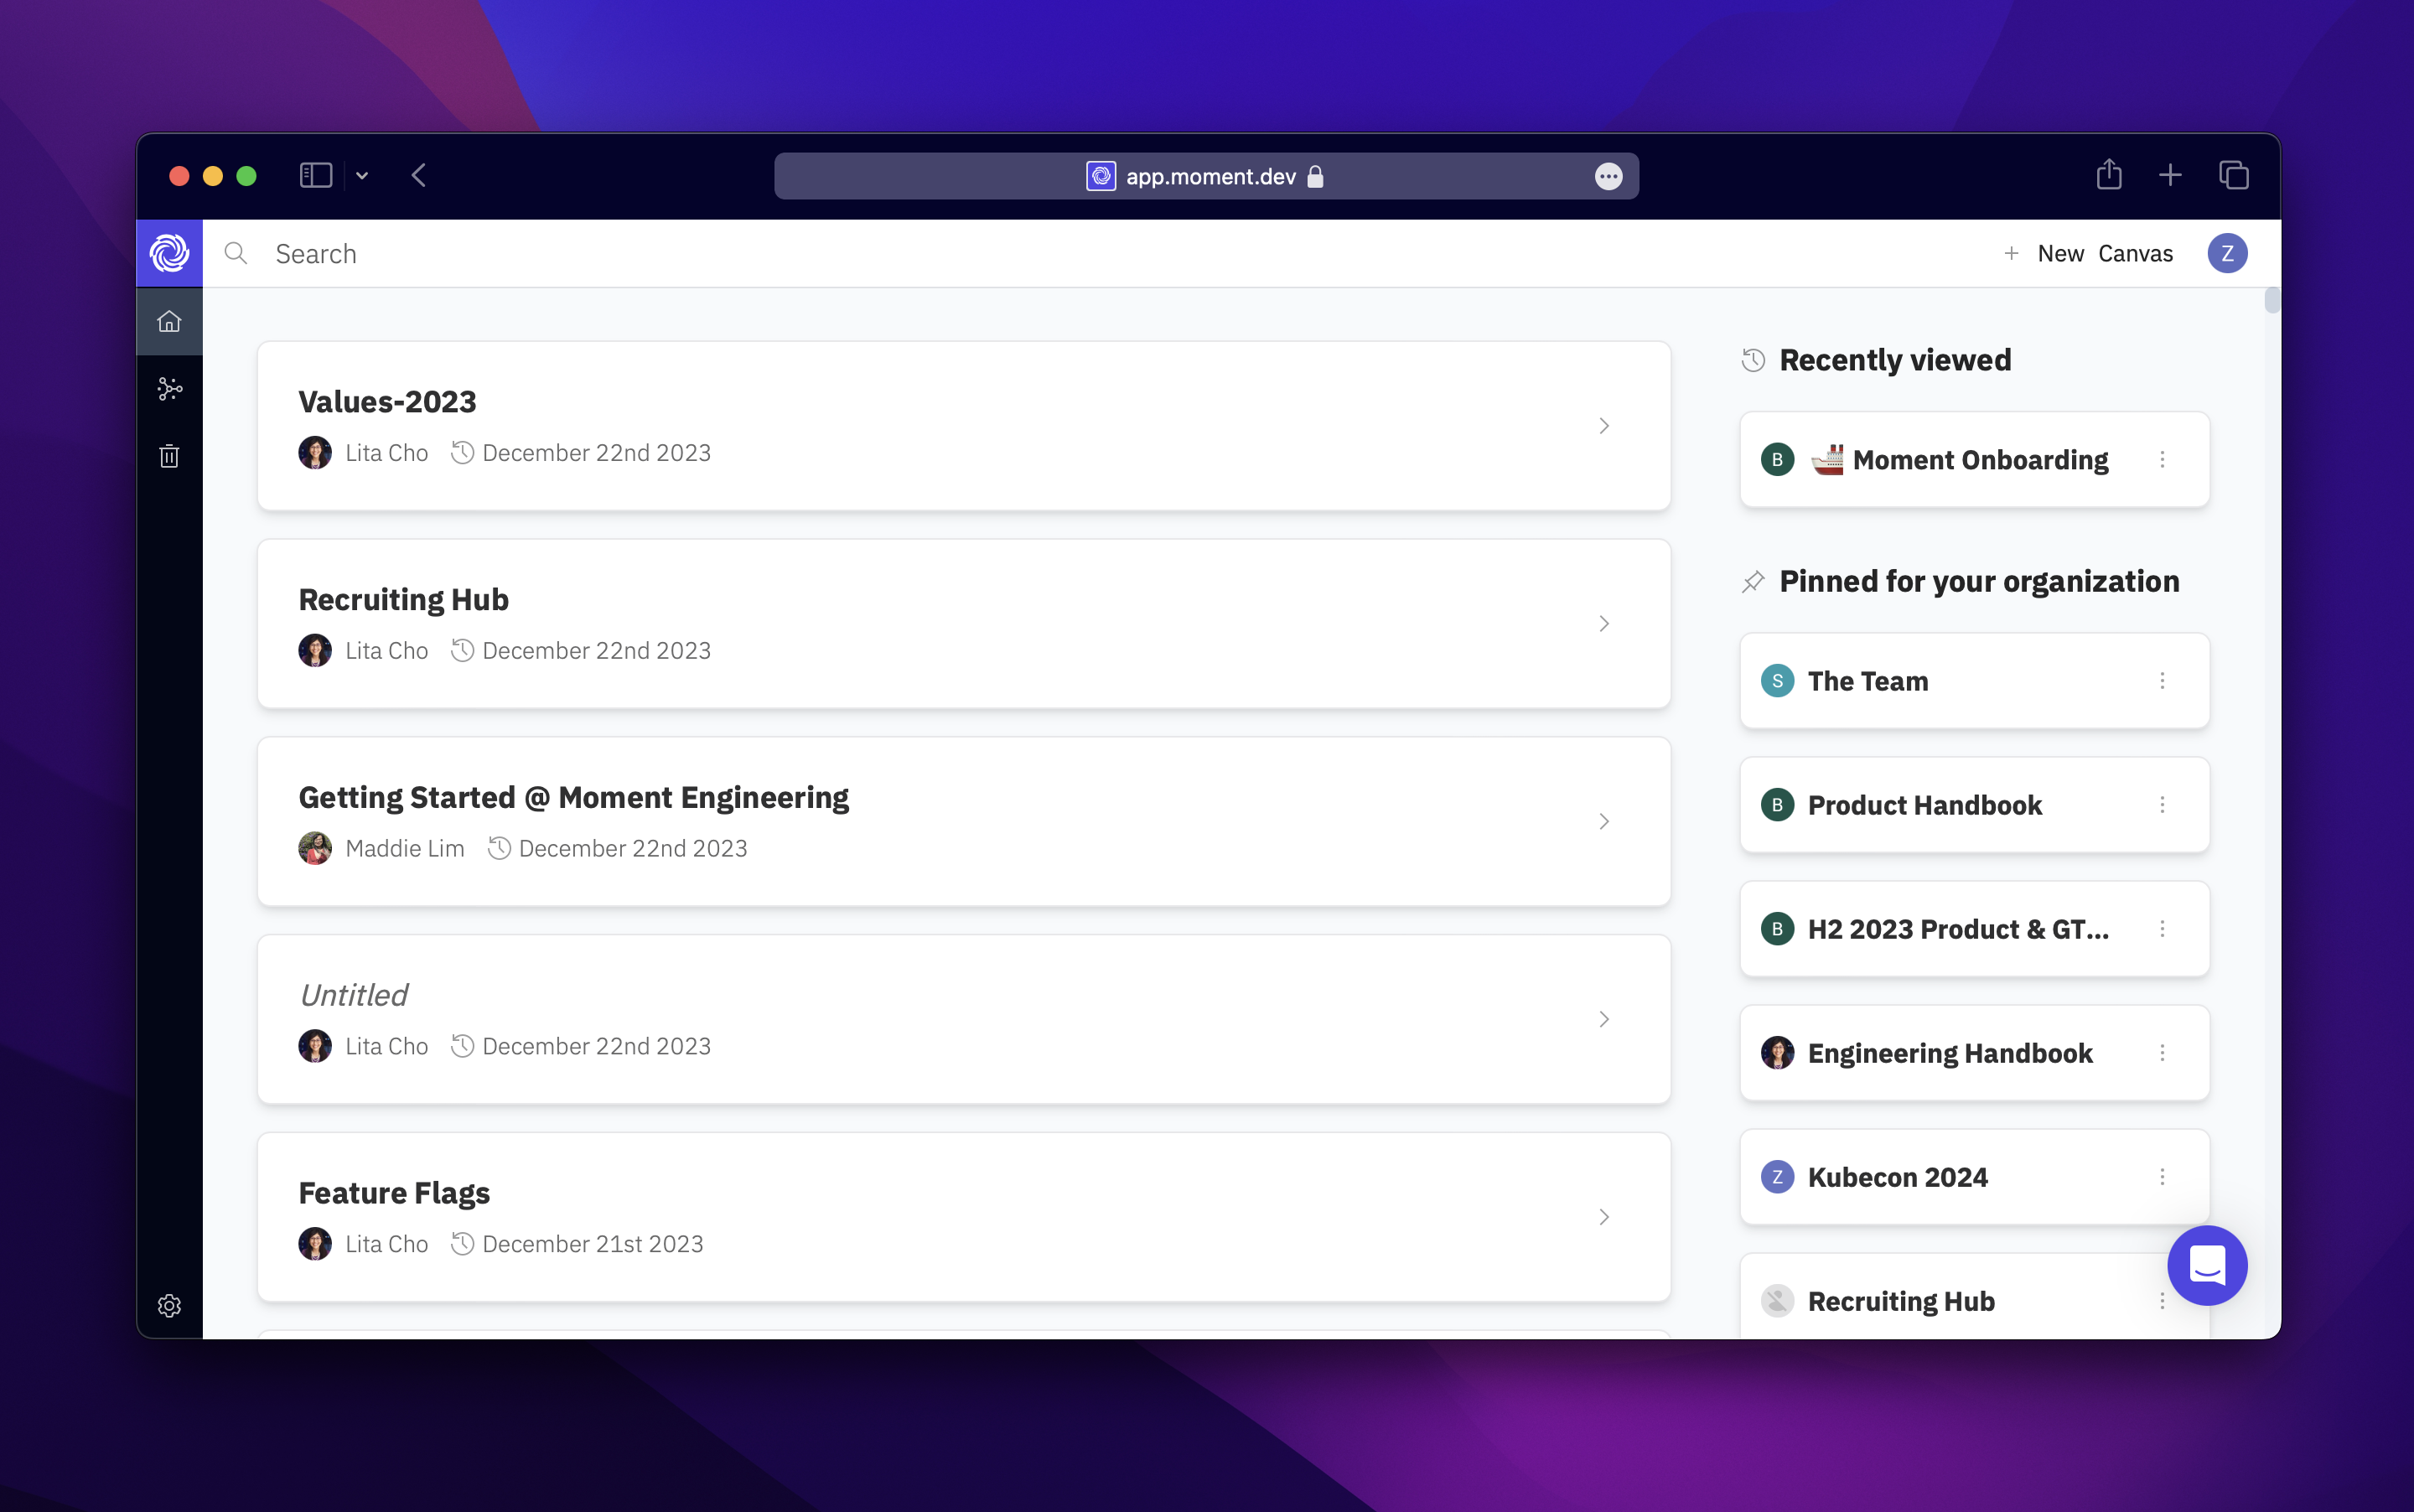 app.moment.dev
Search
+ New Canvas
Z
Values-2023
Lita Cho December 22nd 2023
Recruiting Hub
Lita Cho December 22nd 2023
Getting Started @ Moment Engineering
Maddie Lim December 22nd 2023
Untitled
Lita Cho December 22nd 2023
Feature Flags
Lita Cho December 21st 2023
Recently viewed
B 🚢 Moment Onboarding
Pinned for your organization
S The Team
B Product Handbook
B H2 2023 Product & GT...
Engineering Handbook
Z Kubecon 2024
Recruiting Hub